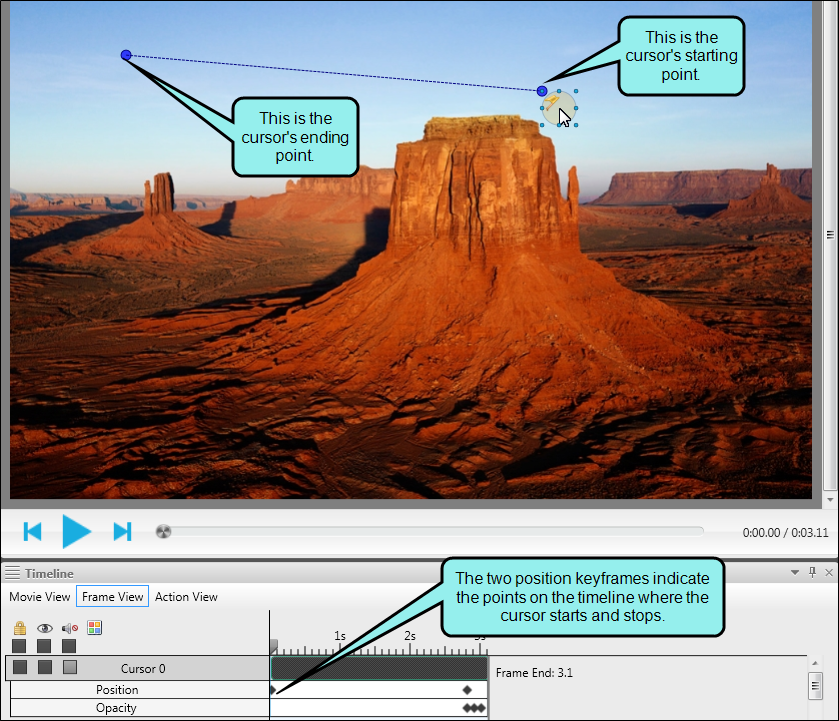 This is the
cursor's starting
point.
This is the
cursor's ending
point.
0:00.00 / 0:03.11
Timeline
The two position keyframes indicate
the points on the timeline where the
cursor starts and stops.
Movie View Frame View Action View
1s 2s
Cursor 0
Frame End: 3.1
Position
Opacity